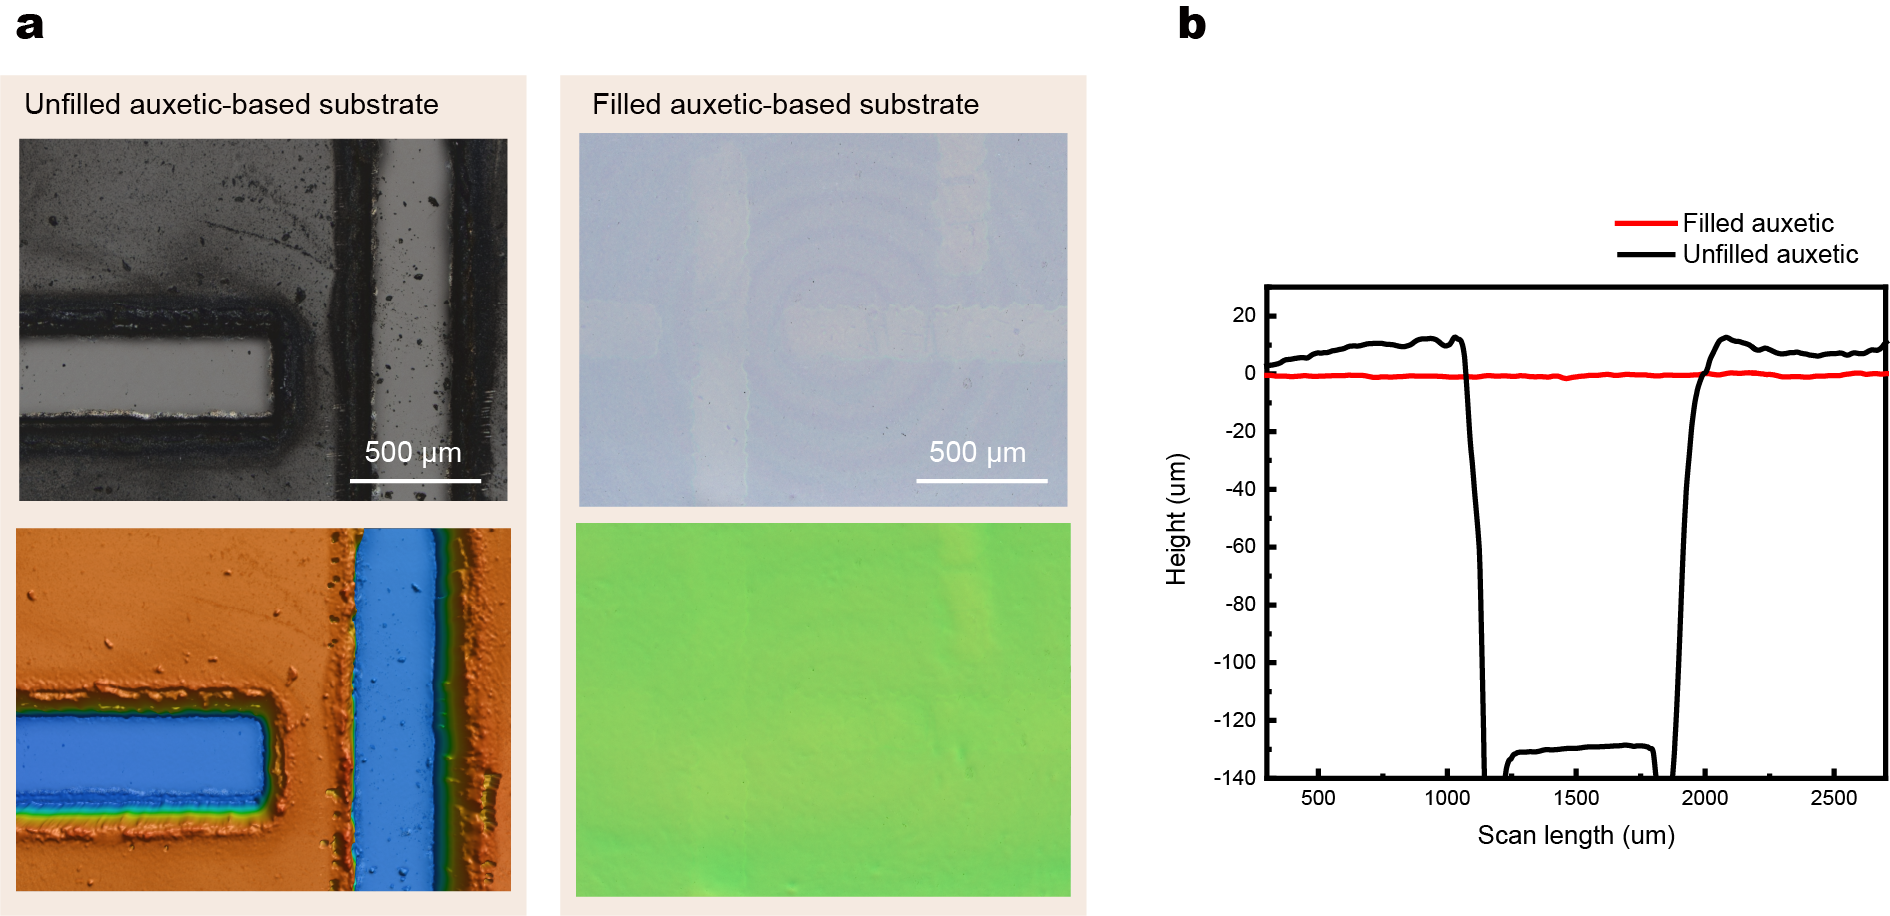 a
Unfilled auxetic-based substrate
Filled auxetic-based substrate
500 µm
500 µm
b
Filled auxetic
Unfilled auxetic
Height (um)
20
0
-20
-40
-60
-80
-100
-120
-140
500
1000
1500
2000
2500
Scan length (um)